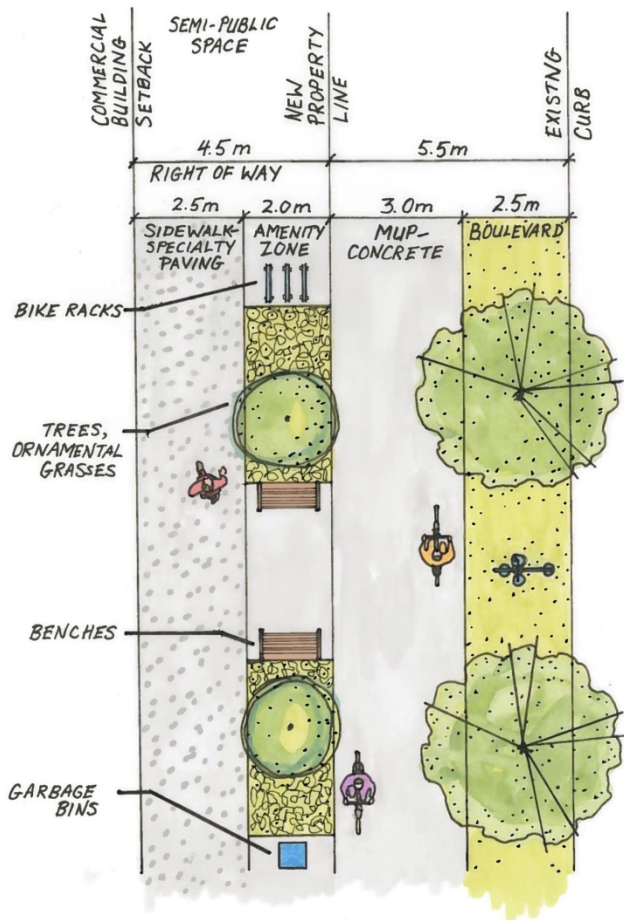 SEMI-PUBLIC
SPACE
COMMERCIAL
BUILDING
SETBACK
NEW
PROPERTY
LINE
EXISTNG
CURB
4.5m
5.5m
RIGHT OF WAY
2.5m
2.0m
3.0m
2.5m
SIDEWALK-
SPECIALTY
PAVING
AMENITY
ZONE
MUP-
CONCRETE
BOULEVARD
BIKE RACKS
TREES,
ORNAMENTAL
GRASSES
BENCHES
GARBAGE
BINS